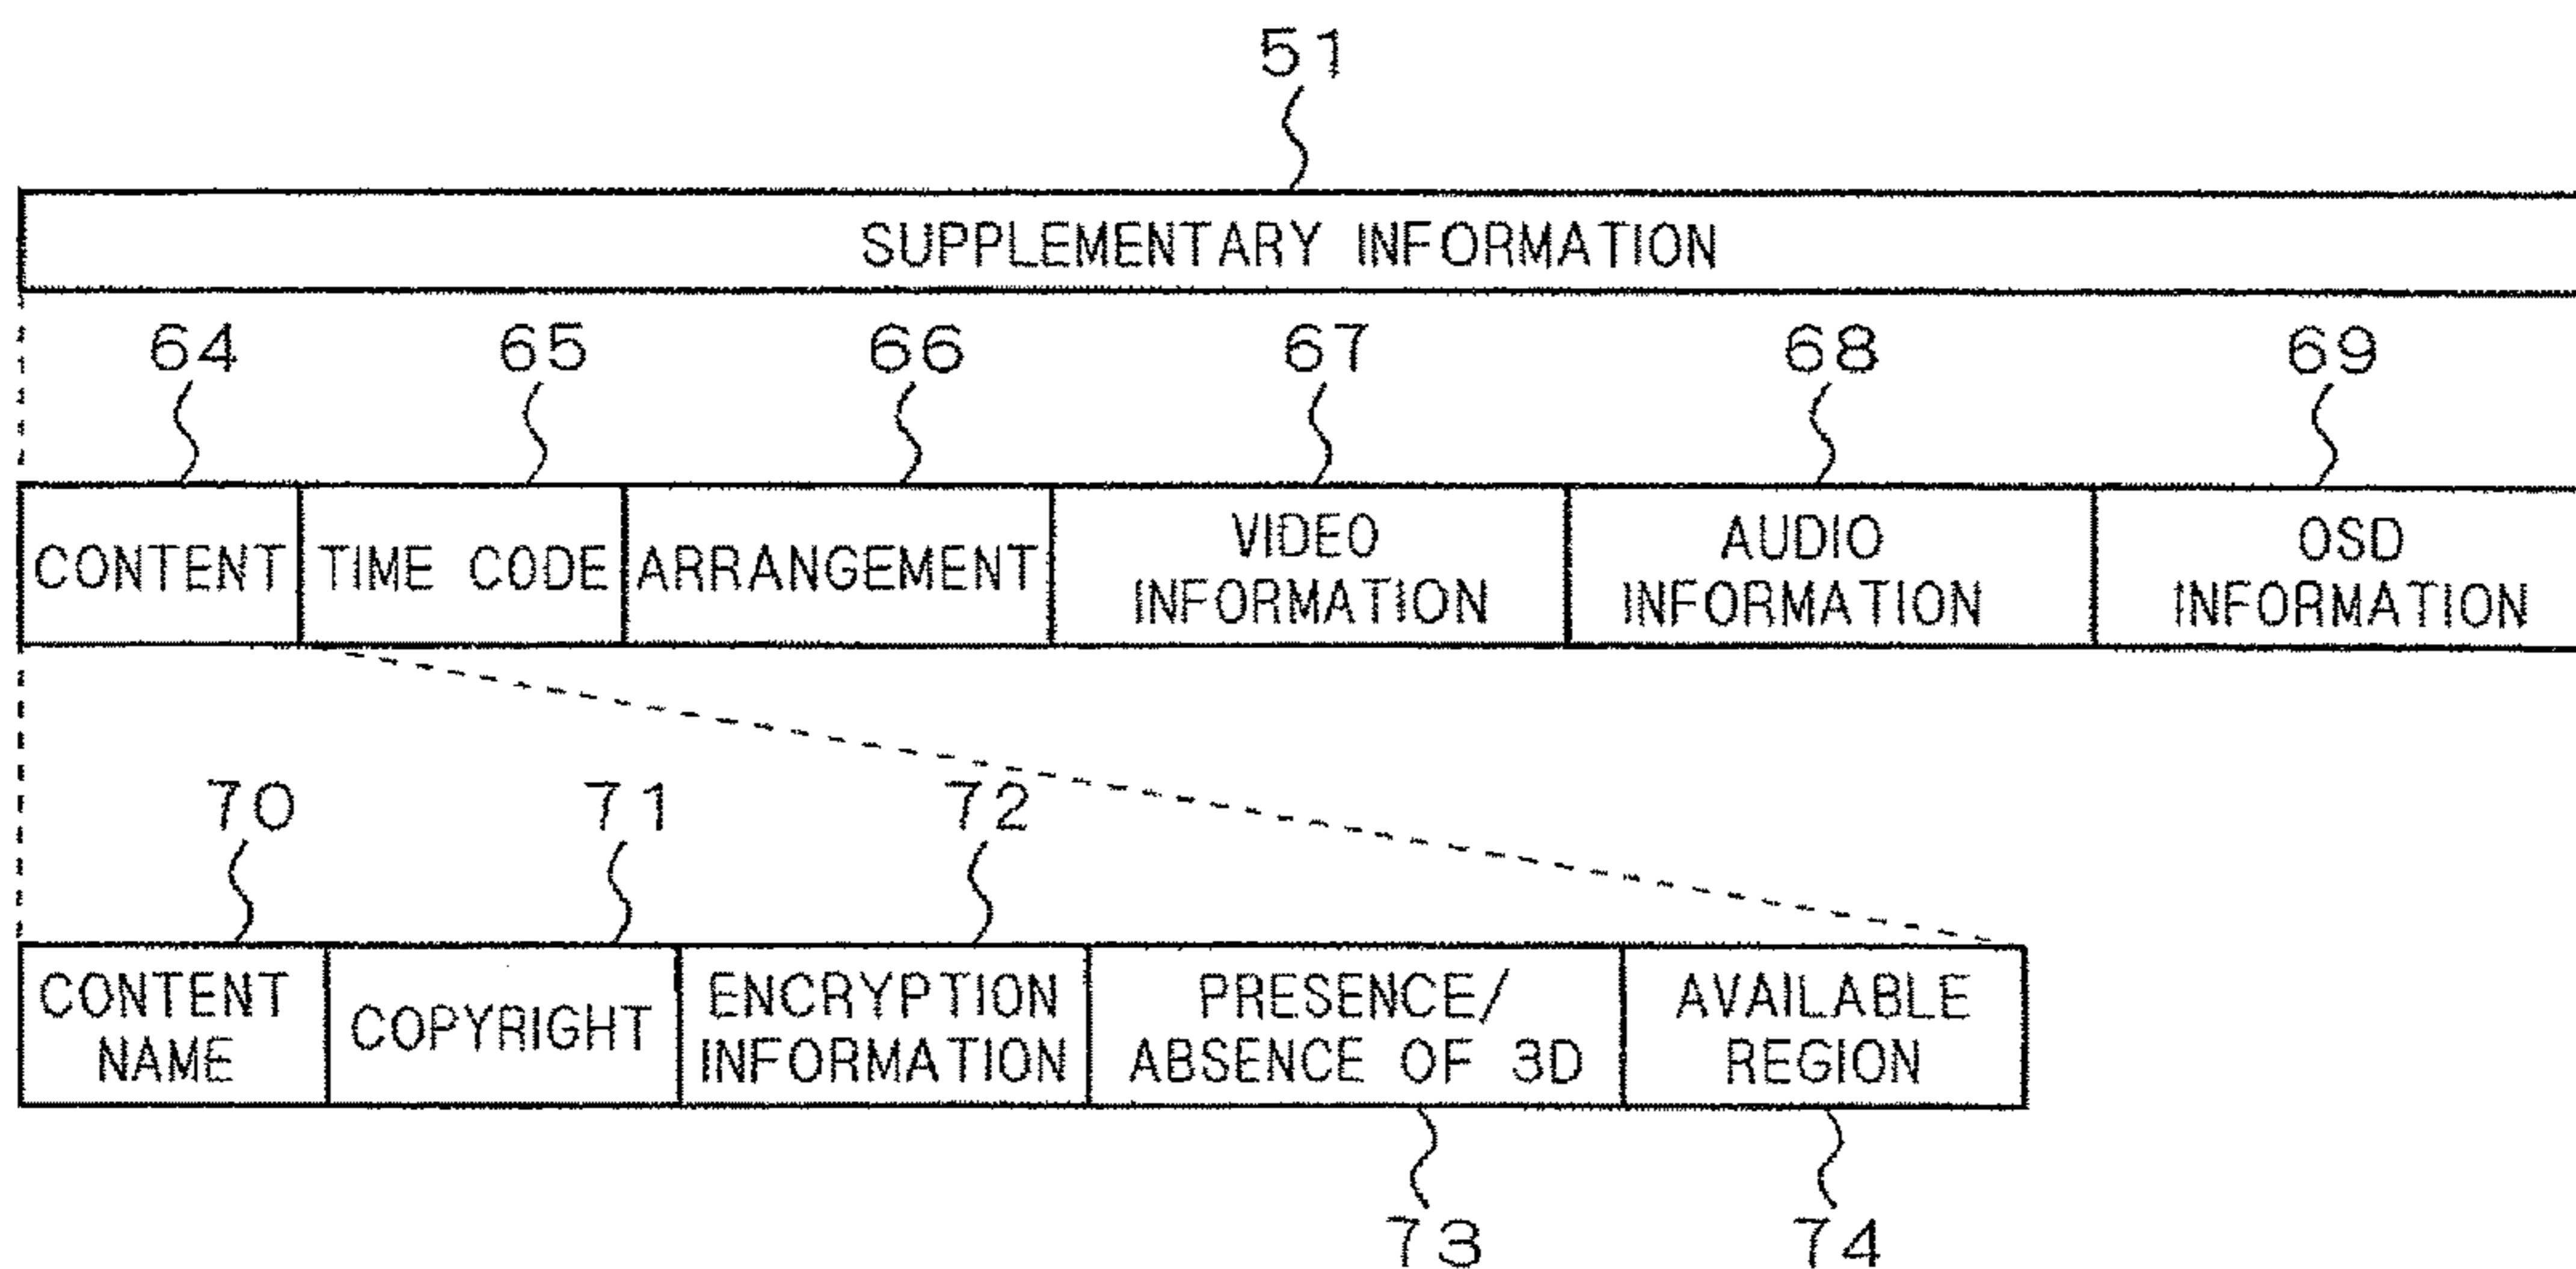 51
SUPPLEMENTARY INFORMATION
64 65 66 67 68 69
CONTENT
TIME CODE
ARRANGEMENT
VIDEO
INFORMATION
AUDIO
INFORMATION
OSD
INFORMATION
70 71 72
CONTENT
NAME
COPYRIGHT
ENCRYPTION
INFORMATION
PRESENCE/
ABSENCE OF 3D
AVAILABLE
REGION
73 74